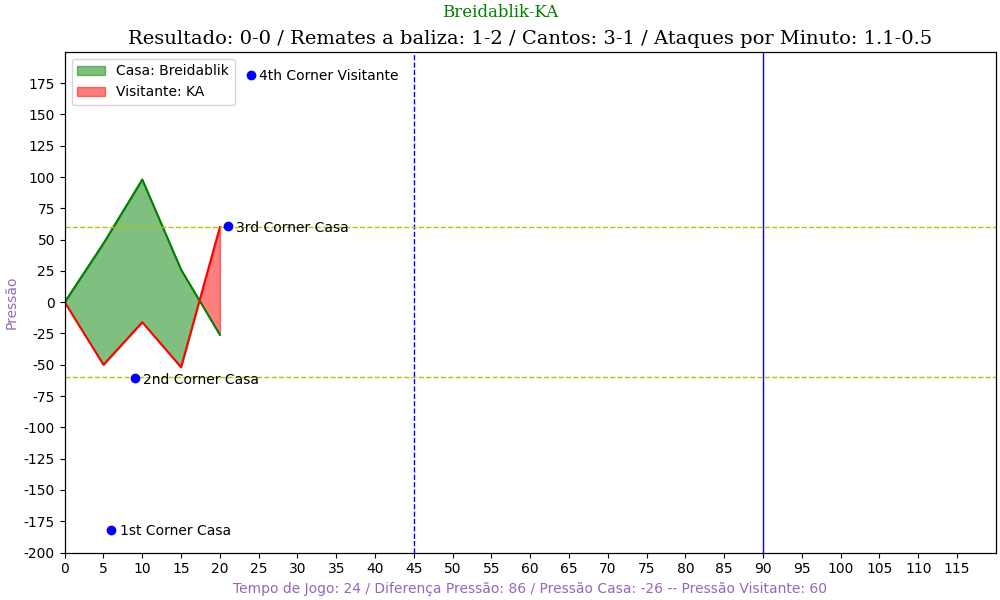 Breidablik-KA
Resultado: 0-0 / Remates a baliza: 1-2 / Cantos: 3-1 / Ataques por Minuto: 1.1-0.5
Casa: Breidablik
Visitante: KA
4th Corner Visitante
3rd Corner Casa
2nd Corner Casa
1st Corner Casa
Pressão
175
150
125
100
75
50
25
0
-25
-50
-75
-100
-125
-150
-175
-200
0 5 10 15 20 25 30 35 40 45 50 55 60 65 70 75 80 85 90 95 100 105 110 115
Tempo de Jogo: 24 / Diferença Pressão: 86 / Pressão Casa: -26 -- Pressão Visitante: 60